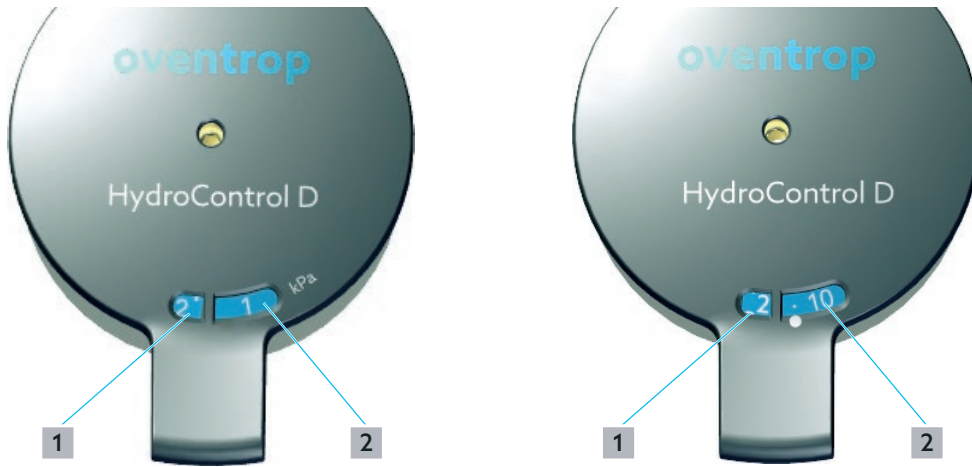 oventrop
HydroControl D
2 1 kPa
1 2
oventrop
HydroControl D
2 10
1 2